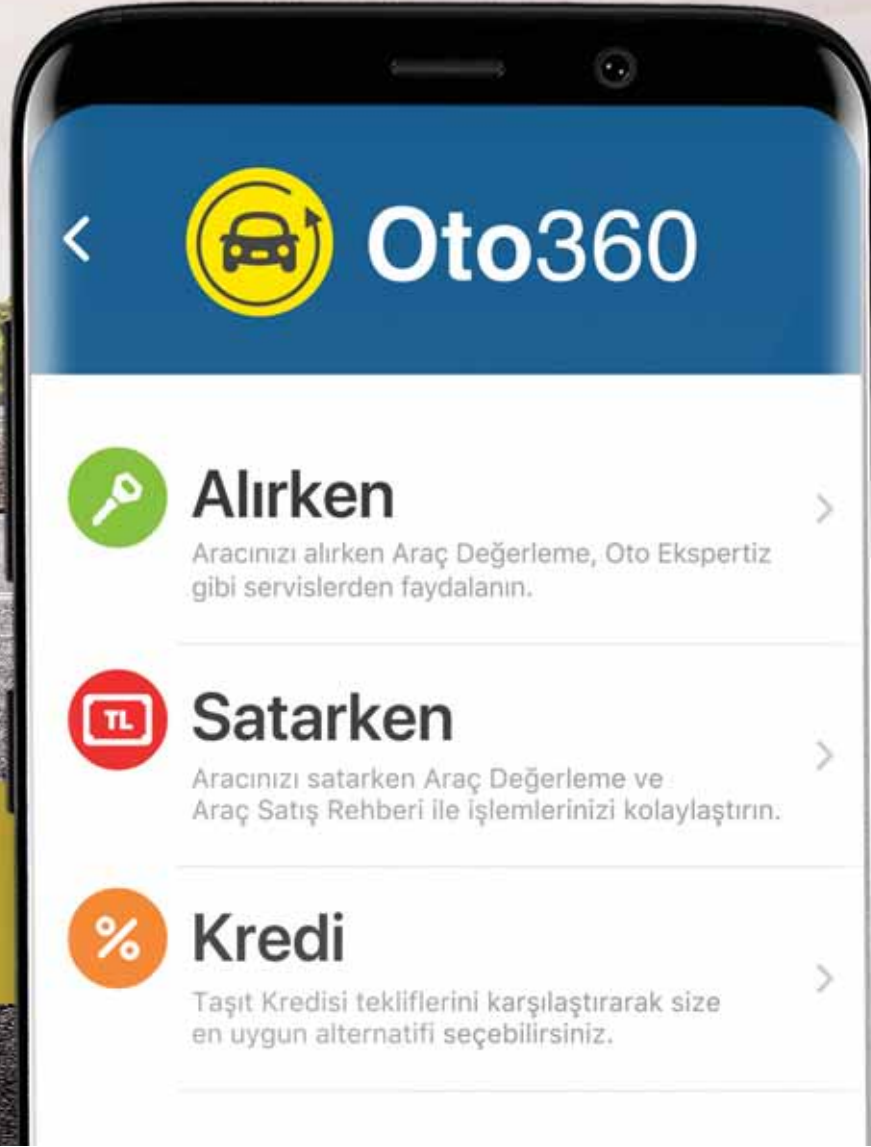 Oto360
Alırken
Aracınızı alırken Araç Değerleme, Oto Ekspertiz
gibi servislerden faydalanın.
TL
Satarken
Aracınızı satarken Araç Değerleme ve
Araç Satış Rehberi ile işlemlerinizi kolaylaştırın.
%
Kredi
Taşıt Kredisi tekliflerini karşılaştırarak size
en uygun alternatifi seçebilirsiniz.